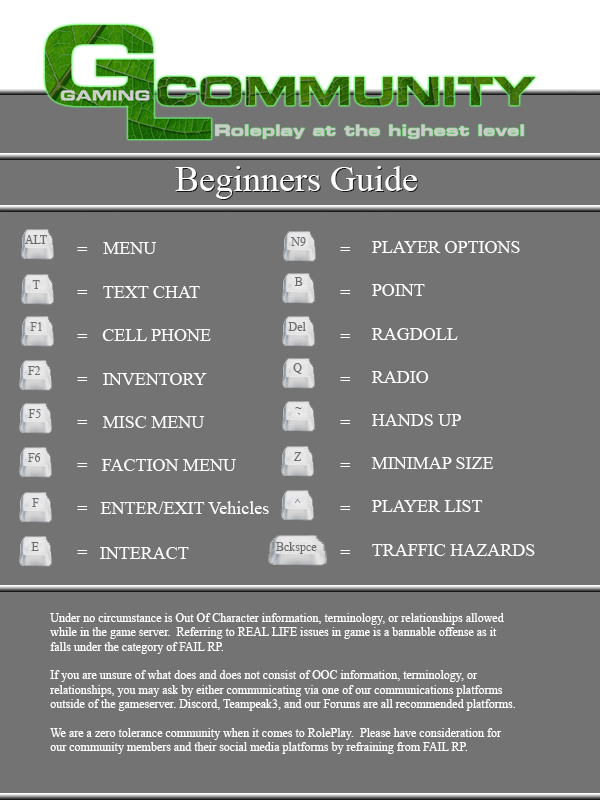 GL GAMING COMMUNITY
Roleplay at the highest level
Beginners Guide
ALT = MENU
T = TEXT CHAT
F1 = CELL PHONE
F2 = INVENTORY
F5 = MISC MENU
F6 = FACTION MENU
F = ENTER/EXIT Vehicles
E = INTERACT
N9 = PLAYER OPTIONS
B = POINT
Del = RAGDOLL
Q = RADIO
~ = HANDS UP
Z = MINIMAP SIZE
^ = PLAYER LIST
Bckspce = TRAFFIC HAZARDS
Under no circumstance is Out Of Character information, terminology, or relationships allowed
while in the game server. Referring to REAL LIFE issues in game is a bannable offense as it
falls under the category of FAIL RP.
If you are unsure of what does and does not consist of OOC information, terminology, or
relationships, you may ask by either communicating via one of our communications platforms
outside of the gameserver. Discord, Teampeak3, and our Forums are all recommended platforms.
We are a zero tolerance community when it comes to RolePlay. Please have consideration for
our community members and their social media platforms by refraining from FAIL RP.